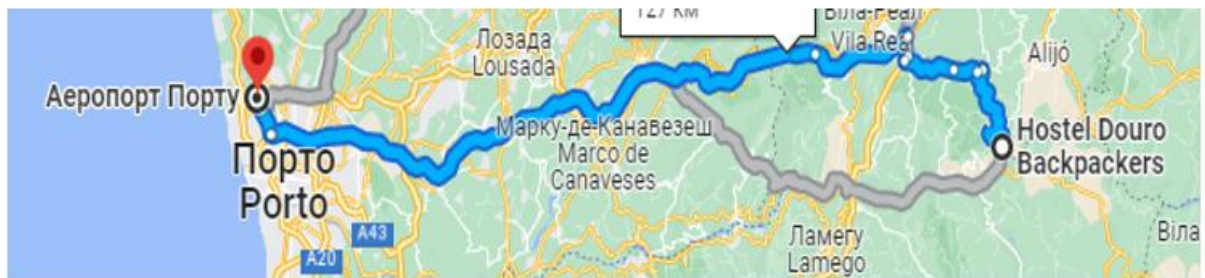 127 км
Віла-Реал
Vila Real
Лозада
Lousada
Алijó
Аеропорт Порту
Марку-де-Канавезеш
Marco de
Canaveses
Hostel Douro
Backpackers
Порто
Porto
A43
A20
Ламегу
Lamego
Віла